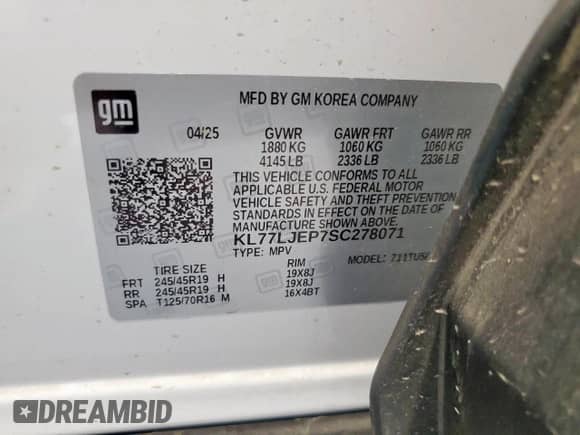 gm
MFD BY GM KOREA COMPANY
04/25 GVWR GAWR FRT GAWR RR
1880 KG 1060 KG 1060 KG
4145 LB 2336 LB 2336 LB
THIS VEHICLE CONFORMS TO ALL
APPLICABLE U.S. FEDERAL MOTOR
VEHICLE SAFETY AND THEFT PREVENTION
STANDARDS IN EFFECT ON THE DATE OF
MANUFACTURE SHOWN ABOVE.
KL77LJEP7SC278071
TYPE: MPV
TIRE SIZE RIM
FRT 245/45R19 H 19X8J
RR 245/45R19 H 19X8J
SPA T125/70R16 M 16X4BT
DREAMBID